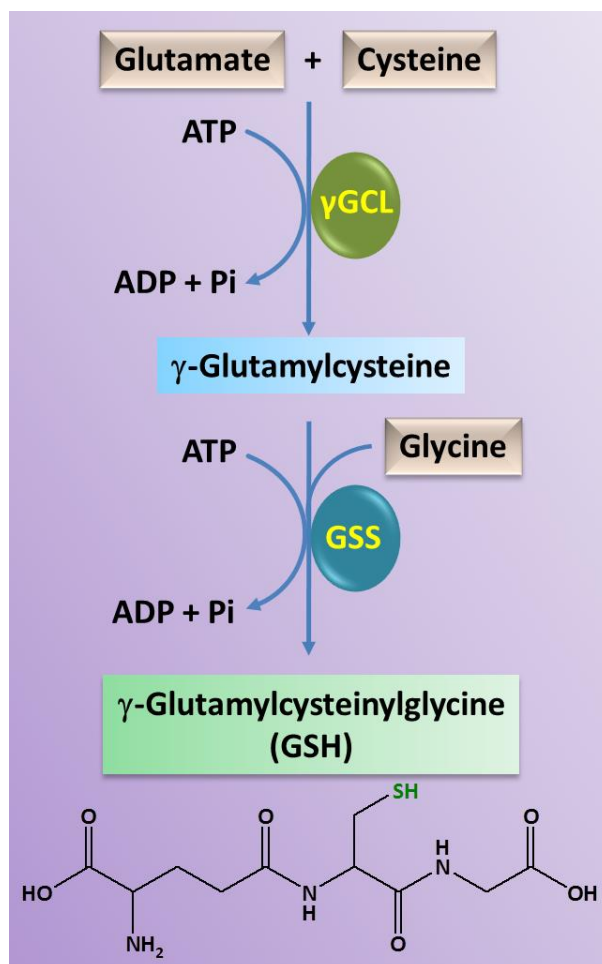 Glutamate + Cysteine
ATP
γGCL
ADP + Pi
γ-Glutamylcysteine
ATP
Glycine
GSS
ADP + Pi
γ-Glutamylcysteinylglycine
(GSH)
SH
O
O
H
N
O
HO
N
H
OH
NH2
O